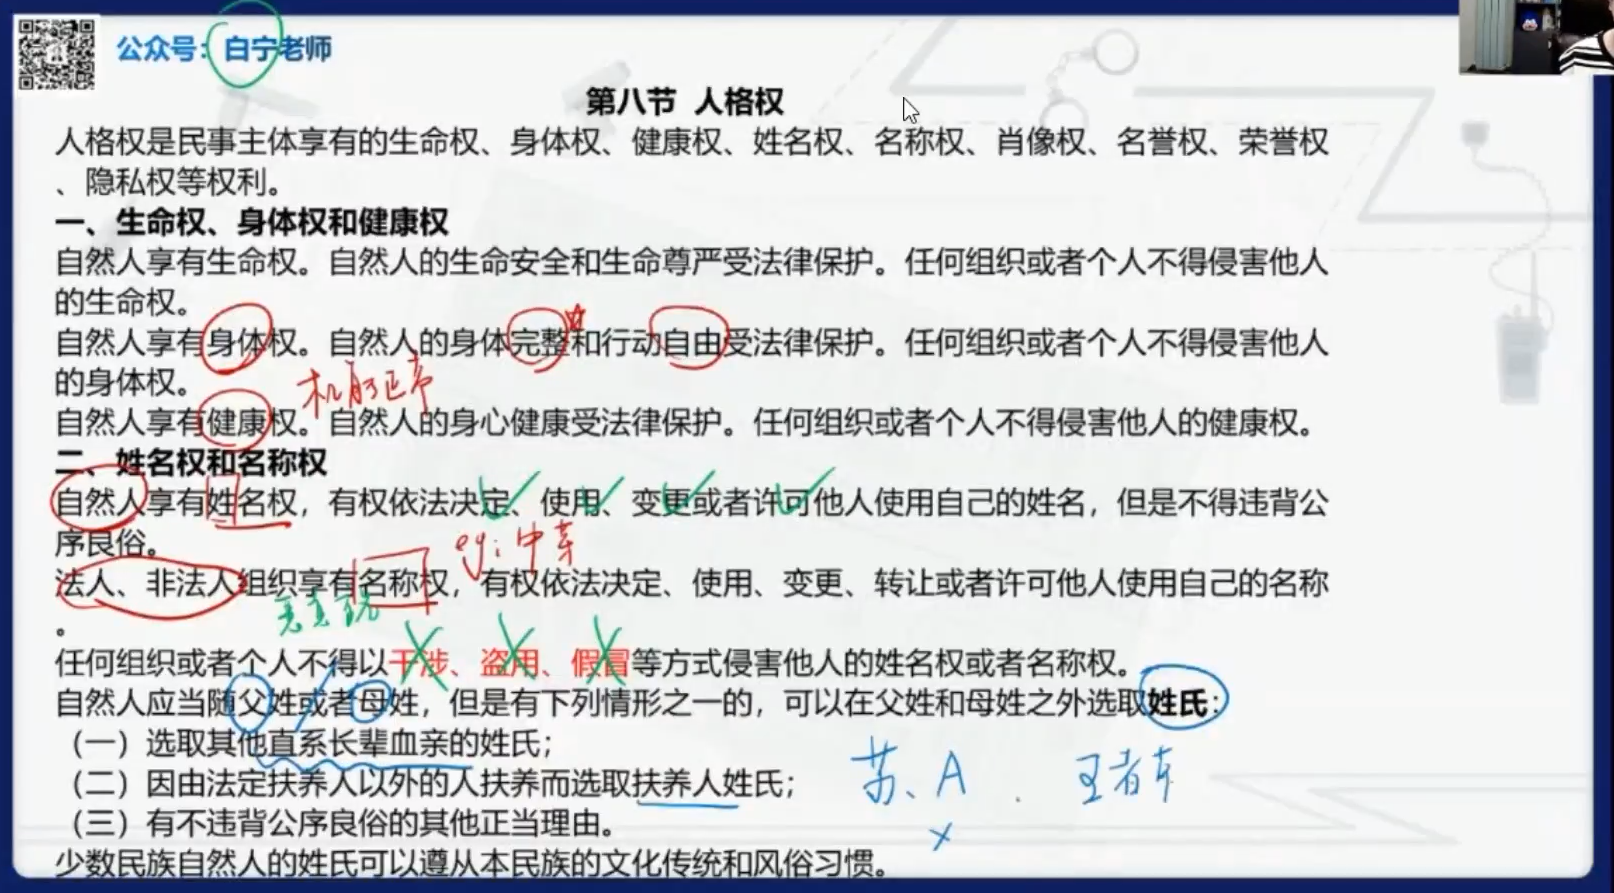 公众号：白宁老师
第八节 人格权
人格权是民事主体享有的生命权、身体权、健康权、姓名权、名称权、肖像权、名誉权、荣誉权
、隐私权等权利。
一、生命权、身体权和健康权
自然人享有生命权。自然人的生命安全和生命尊严受法律保护。任何组织或者个人不得侵害他人
的生命权。
自然人享有身体权。自然人的身体完整和行动自由受法律保护。任何组织或者个人不得侵害他人
的身体权。
自然人享有健康权。自然人的身心健康受法律保护。任何组织或者个人不得侵害他人的健康权。
二、姓名权和名称权
自然人享有姓名权，有权依法决定、使用、变更或者许可他人使用自己的姓名，但是不得违背公
序良俗。
eg:
法人、非法人组织享有名称权，有权依法决定、使用、变更、转让或者许可他人使用自己的名称
。
任何组织或者个人不得以干涉、盗用、假冒等方式侵害他人的姓名权或者名称权。
自然人应当随父姓或者母姓，但是有下列情形之一的，可以在父姓和母姓之外选取姓氏：
（一）选取其他直系长辈血亲的姓氏；
（二）因由法定扶养人以外的人扶养而选取扶养人姓氏；
苏、A
王者
（三）有不违背公序良俗的其他正当理由。
少数民族自然人的姓氏可以遵从本民族的文化传统和风俗习惯。